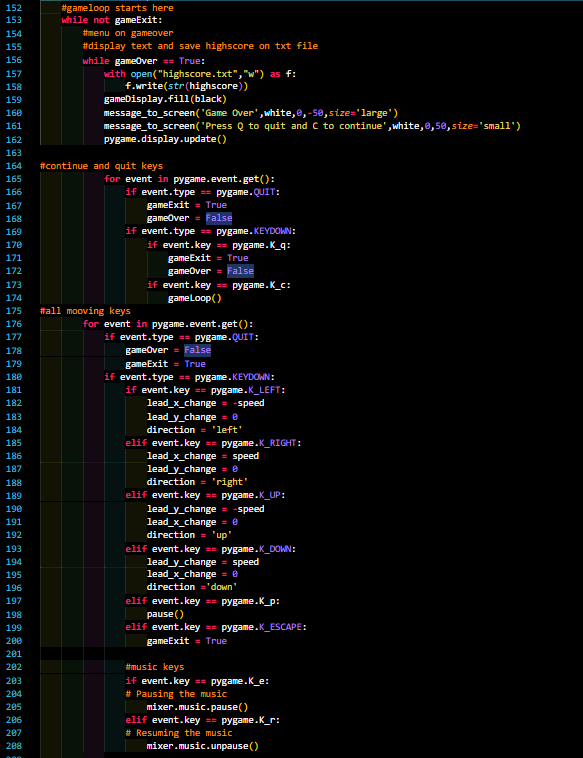 152 #gameloop starts here
153 while not gameExit:
154 #menu on gameover
155 #display text and save highscore on txt file
156 while gameOver == True:
157 with open("highscore.txt","w") as f:
158 f.write(str(highscore))
159 gameDisplay.fill(black)
160 message_to_screen('Game Over',white,0,-50,size='large')
161 message_to_screen('Press Q to quit and C to continue',white,0,50,size='small')
162 pygame.display.update()
163
164 #continue and quit keys
165 for event in pygame.event.get():
166 if event.type == pygame.QUIT:
167 gameExit = True
168 gameOver = False
169 if event.type == pygame.KEYDOWN:
170 if event.key == pygame.K_q:
171 gameExit = True
172 gameOver = False
173 if event.key == pygame.K_c:
174 gameLoop()
175 #all mooving keys
176 for event in pygame.event.get():
177 if event.type == pygame.QUIT:
178 gameOver = False
179 gameExit = True
180 if event.type == pygame.KEYDOWN:
181 if event.key == pygame.K_LEFT:
182 lead_x_change = -speed
183 lead_y_change = 0
184 direction = 'left'
185 elif event.key == pygame.K_RIGHT:
186 lead_x_change = speed
187 lead_y_change = 0
188 direction = 'right'
189 elif event.key == pygame.K_UP:
190 lead_y_change = -speed
191 lead_x_change = 0
192 direction = 'up'
193 elif event.key == pygame.K_DOWN:
194 lead_y_change = speed
195 lead_x_change = 0
196 direction ='down'
197 elif event.key == pygame.K_p:
198 pause()
199 elif event.key == pygame.K_ESCAPE:
200 gameExit = True
201
202 #music keys
203 if event.key == pygame.K_e:
204 # Pausing the music
205 mixer.music.pause()
206 elif event.key == pygame.K_r:
207 # Resuming the music
208 mixer.music.unpause()